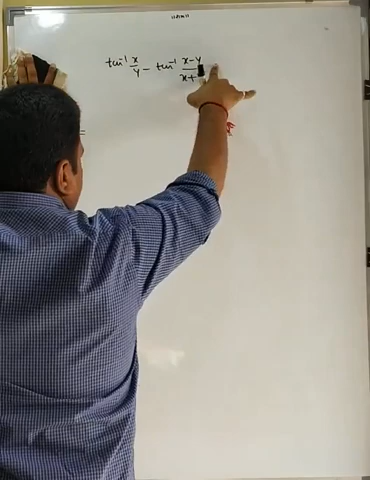 tan⁻¹ x/y − tan⁻¹ x−y/x+
=